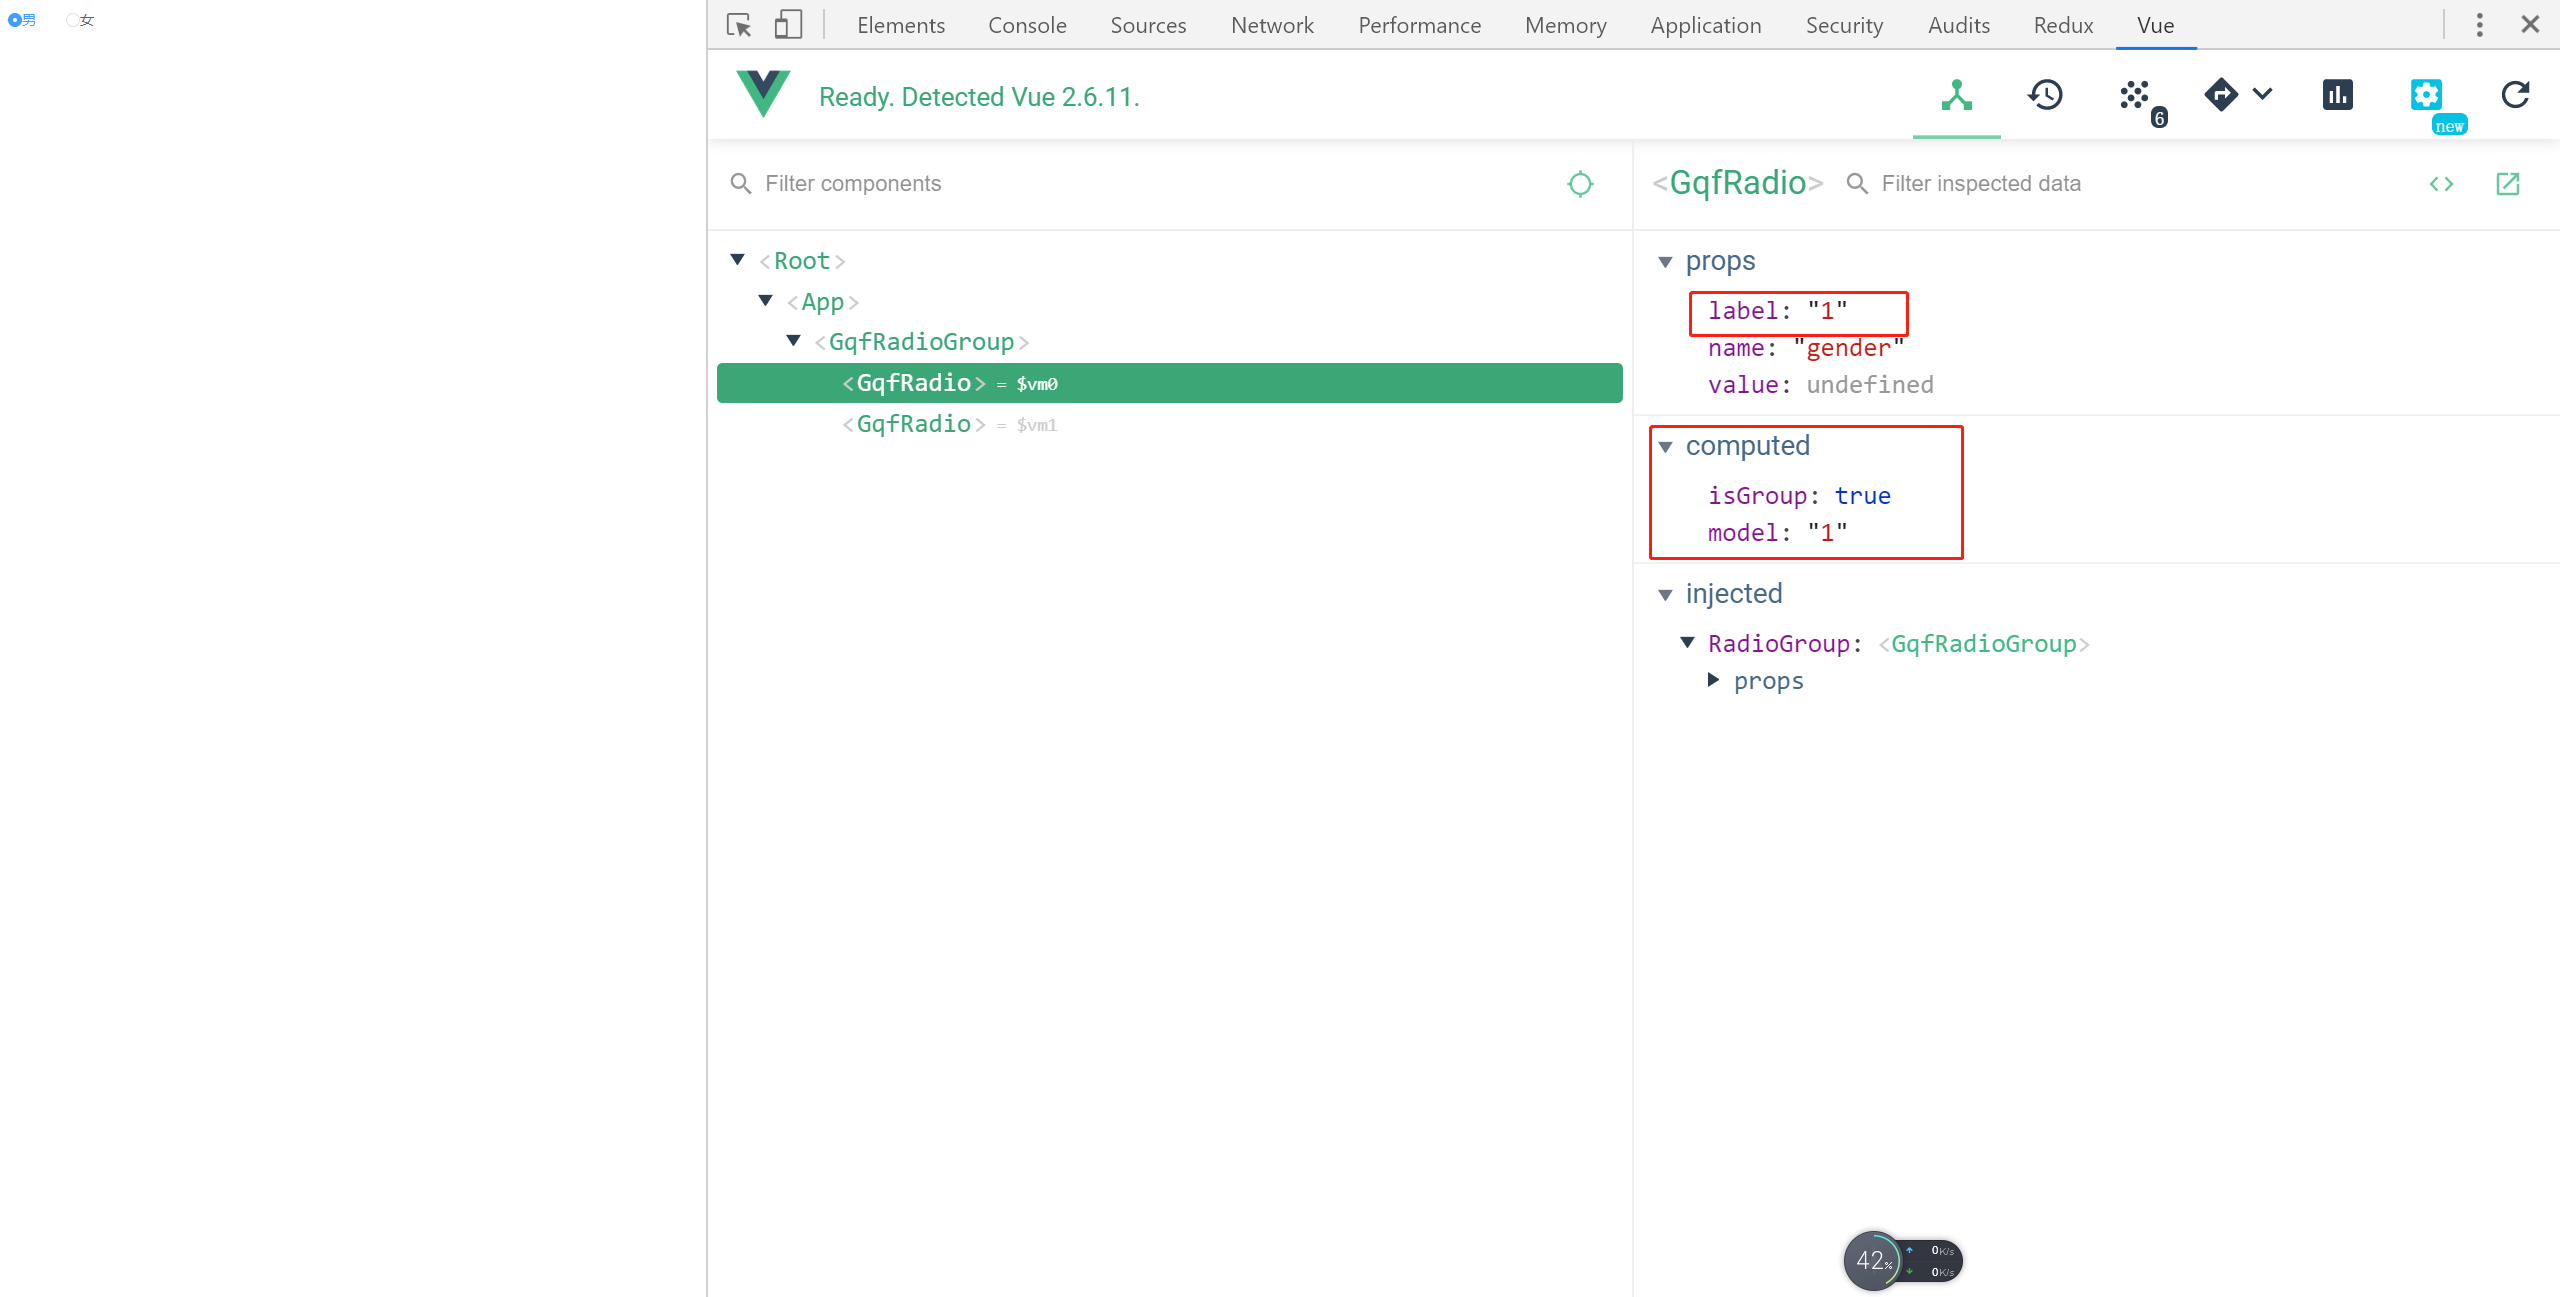 男 女
Elements Console Sources Network Performance Memory Application Security Audits Redux Vue
Ready. Detected Vue 2.6.11.
6
new
Filter components
<GqfRadio> Filter inspected data
<Root>
<App>
<GqfRadioGroup>
<GqfRadio> = $vm0
<GqfRadio> = $vm1
props
label: "1"
name: "gender"
value: undefined
computed
isGroup: true
model: "1"
injected
RadioGroup: <GqfRadioGroup>
props
42%
0K/s
0K/s